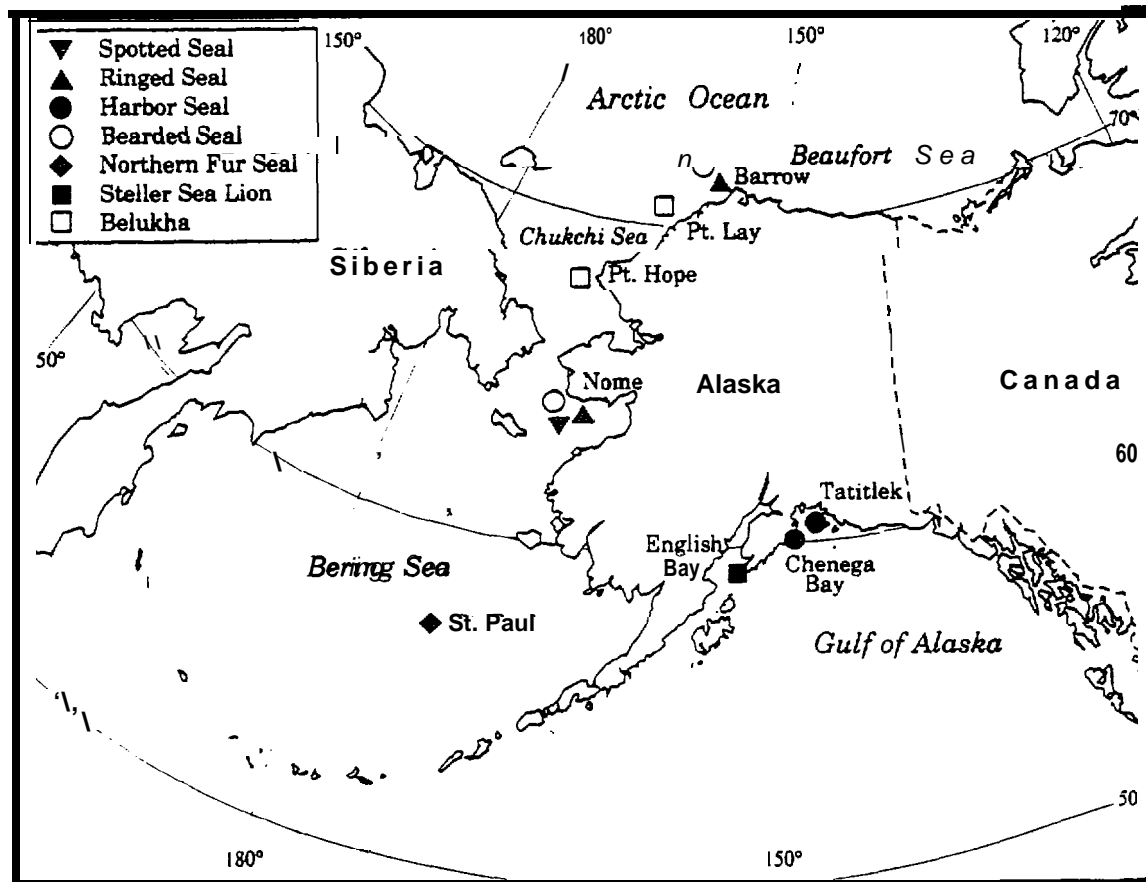 150°
180°
150°
120°
Spotted Seal
Ringed Seal
Harbor Seal
Bearded Seal
Northern Fur Seal
Steller Sea Lion
Belukha
Arctic Ocean
70°
Beaufort Sea
n
Barrow
Pt. Lay
Chukchi Sea
Siberia
Pt. Hope
50°
Nome
Alaska
Canada
60
Tatitlek
English
Bay
Chenega
Bay
Bering Sea
St. Paul
Gulf of Alaska
50
180°
150°